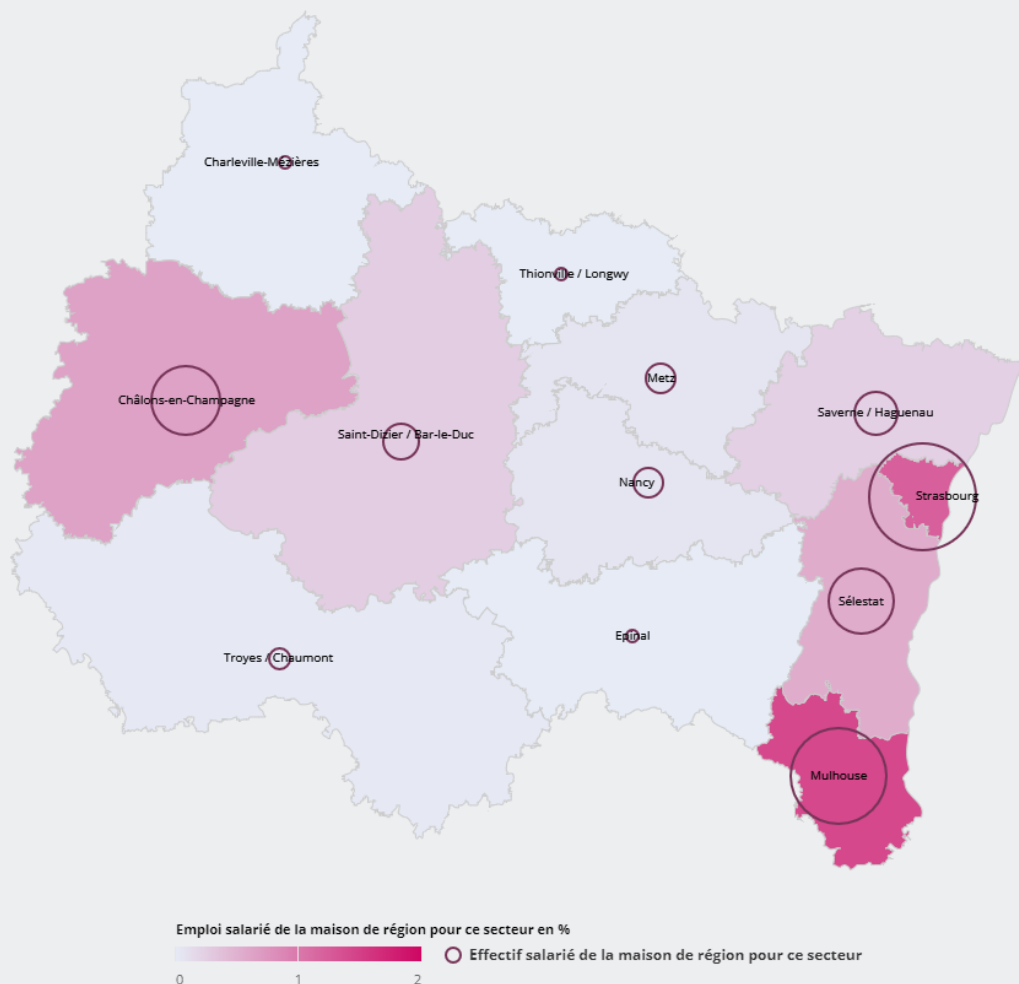 Charleville-Mézières
Thionville / Longwy
Metz
Châlons-en-Champagne
Saverne / Haguenau
Saint-Dizier / Bar-le-Duc
Nancy
Strasbourg
Sélestat
Epinal
Troyes / Chaumont
Mulhouse
Emploi salarié de la maison de région pour ce secteur en %
Effectif salarié de la maison de région pour ce secteur
0 1 2